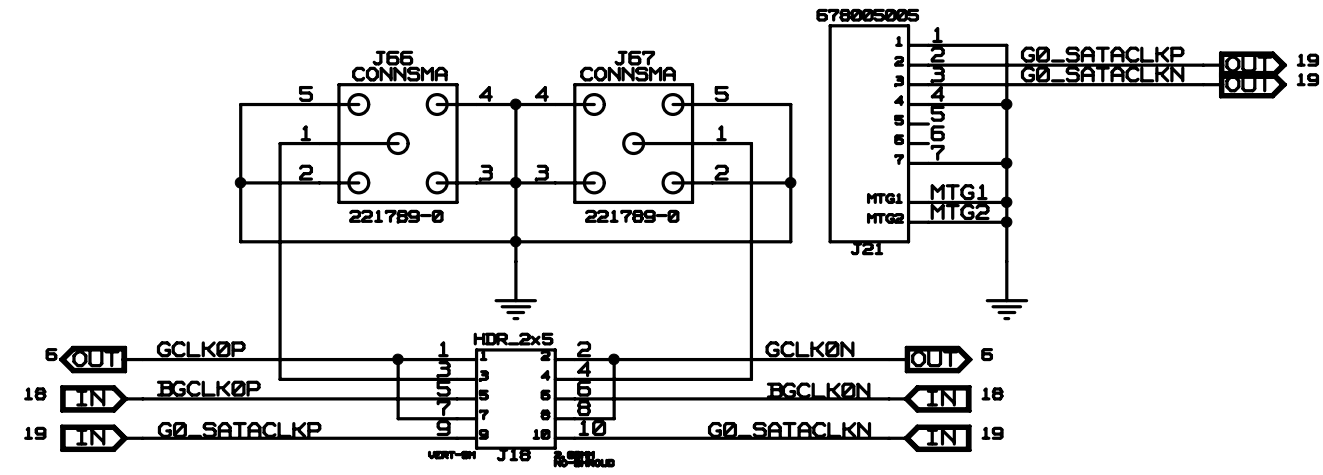 678005005
J66
CONNSMA
J67
CONNSMA
1 1
2 2 G0_SATACLKP OUT 19
3 3 G0_SATACLKN OUT 19
4 4
5 5
6 6
7 7
MTG1 MTG1
MTG2 MTG2
J21
5 4 4 5
1 1
2 3 3 2
221789-0
221789-0
HDR_2x5
6 OUT GCLK0P 1 1 2 2 GCLK0N OUT 6
3 3 4 4
18 IN BGCLK0P 5 5 6 6 BGCLK0N IN 18
7 7 8 8
19 IN G0_SATACLKP 9 9 10 10 G0_SATACLKN IN 19
J18
NO-SHROUD